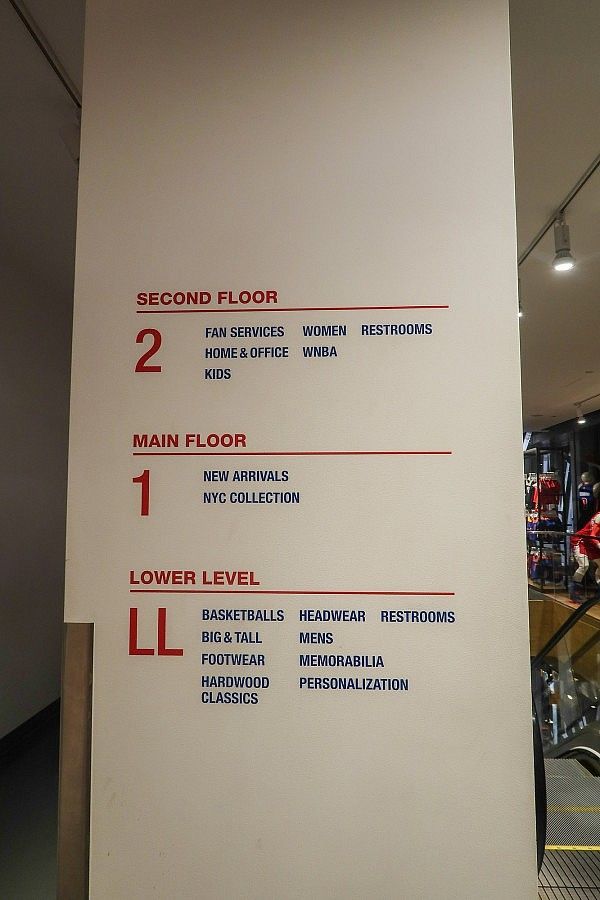 SECOND FLOOR
2
FAN SERVICES WOMEN RESTROOMS
HOME & OFFICE WNBA
KIDS
MAIN FLOOR
1
NEW ARRIVALS
NYC COLLECTION
LOWER LEVEL
LL
BASKETBALLS HEADWEAR RESTROOMS
BIG & TALL MENS
FOOTWEAR MEMORABILIA
HARDWOOD PERSONALIZATION
CLASSICS